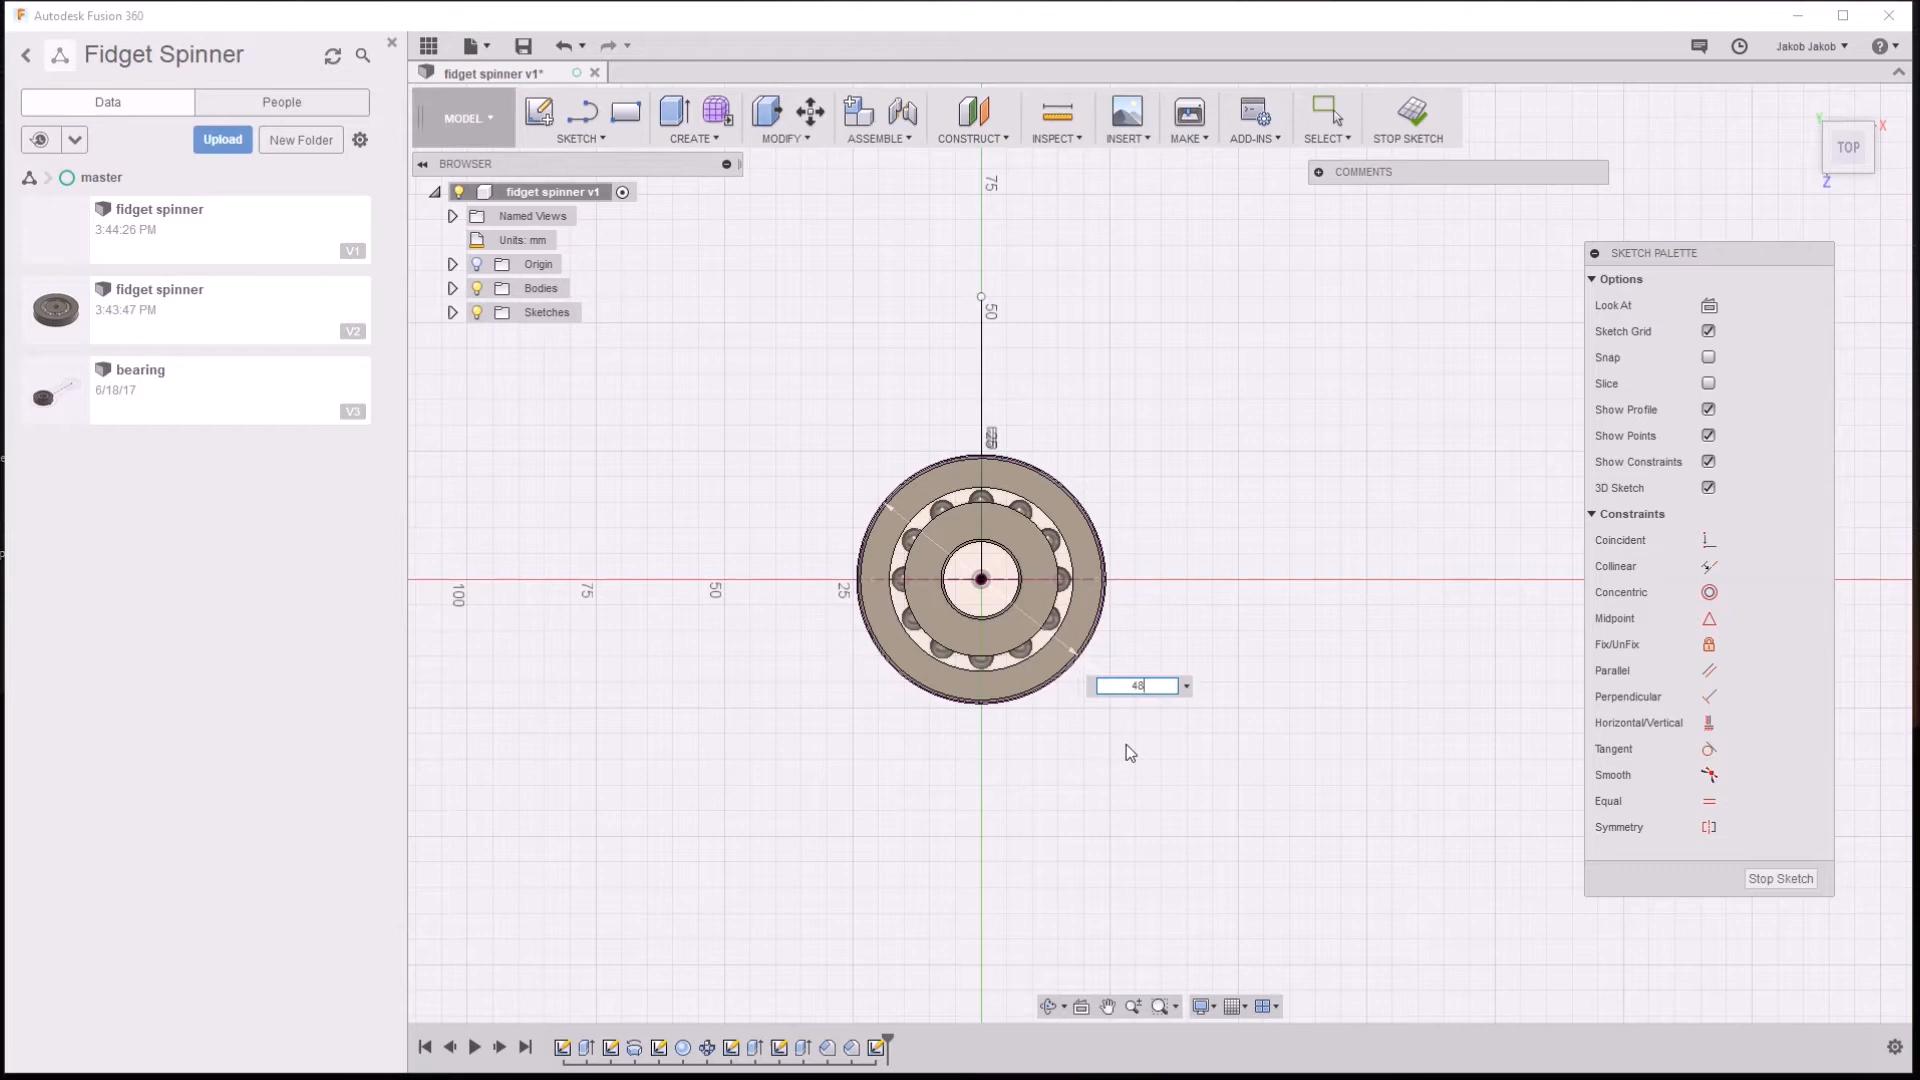 Autodesk Fusion 360
Fidget Spinner
Data
People
Upload
New Folder
master
fidget spinner
3:44:26 PM
V1
fidget spinner
3:43:47 PM
V2
bearing
6/18/17
V3
Jakob Jakob
fidget spinner v1*
MODEL
SKETCH
CREATE
MODIFY
ASSEMBLE
CONSTRUCT
INSPECT
INSERT
MAKE
ADD-INS
SELECT
STOP SKETCH
BROWSER
fidget spinner v1
Named Views
Units: mm
Origin
Bodies
Sketches
COMMENTS
Y
X
TOP
Z
75
50
100
75
50
25
48
SKETCH PALETTE
Options
Look At
Sketch Grid
Snap
Slice
Show Profile
Show Points
Show Constraints
3D Sketch
Constraints
Coincident
Collinear
Concentric
Midpoint
Fix/UnFix
Parallel
Perpendicular
Horizontal/Vertical
Tangent
Smooth
Equal
Symmetry
Stop Sketch